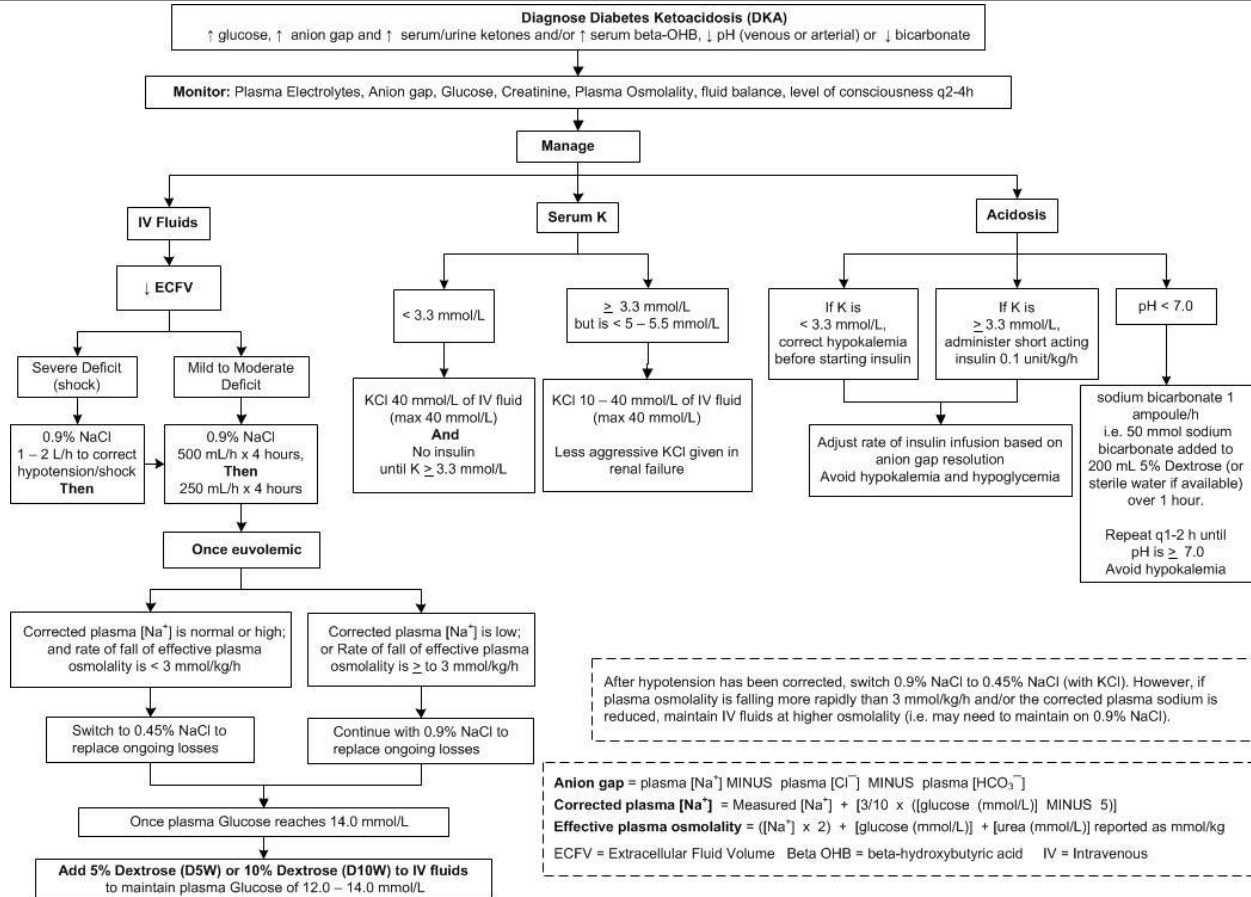 Diagnose Diabetes Ketoacidosis (DKA)
↑ glucose, ↑ anion gap and ↑ serum/urine ketones and/or ↑ serum beta-OHB, ↓ pH (venous or arterial) or ↓ bicarbonate
Monitor: Plasma Electrolytes, Anion gap, Glucose, Creatinine, Plasma Osmolality, fluid balance, level of consciousness q2-4h
Manage
IV Fluids
↓ ECFV
Severe Deficit
(shock)
Mild to Moderate
Deficit
0.9% NaCl
1 – 2 L/h to correct
hypotension/shock
Then
0.9% NaCl
500 mL/h x 4 hours,
Then
250 mL/h x 4 hours
Once euvolemic
Corrected plasma [Na⁺] is normal or high;
and rate of fall of effective plasma
osmolality is < 3 mmol/kg/h
Corrected plasma [Na⁺] is low;
or Rate of fall of effective plasma
osmolality is ≥ to 3 mmol/kg/h
Switch to 0.45% NaCl to
replace ongoing losses
Continue with 0.9% NaCl to
replace ongoing losses
Once plasma Glucose reaches 14.0 mmol/L
Add 5% Dextrose (D5W) or 10% Dextrose (D10W) to IV fluids
to maintain plasma Glucose of 12.0 – 14.0 mmol/L
Serum K
< 3.3 mmol/L
≥ 3.3 mmol/L
but is < 5 – 5.5 mmol/L
KCl 40 mmol/L of IV fluid
(max 40 mmol/L)
And
No insulin
until K ≥ 3.3 mmol/L
KCl 10 – 40 mmol/L of IV fluid
(max 40 mmol/L)
Less aggressive KCl given in
renal failure
Acidosis
If K is
< 3.3 mmol/L,
correct hypokalemia
before starting insulin
If K is
≥ 3.3 mmol/L,
administer short acting
insulin 0.1 unit/kg/h
pH < 7.0
Adjust rate of insulin infusion based on
anion gap resolution
Avoid hypokalemia and hypoglycemia
sodium bicarbonate 1
ampoule/h
i.e. 50 mmol sodium
bicarbonate added to
200 mL 5% Dextrose (or
sterile water if available)
over 1 hour.
Repeat q1-2 h until
pH is ≥ 7.0
Avoid hypokalemia
After hypotension has been corrected, switch 0.9% NaCl to 0.45% NaCl (with KCl). However, if
plasma osmolality is falling more rapidly than 3 mmol/kg/h and/or the corrected plasma sodium is
reduced, maintain IV fluids at higher osmolality (i.e. may need to maintain on 0.9% NaCl).
Anion gap = plasma [Na⁺] MINUS plasma [Cl⁻] MINUS plasma [HCO₃⁻]
Corrected plasma [Na⁺] = Measured [Na⁺] + [3/10 x ([glucose (mmol/L)] MINUS 5)]
Effective plasma osmolality = ([Na⁺] x 2) + [glucose (mmol/L)] + [urea (mmol/L)] reported as mmol/kg
ECFV = Extracellular Fluid Volume Beta OHB = beta-hydroxybutyric acid IV = Intravenous